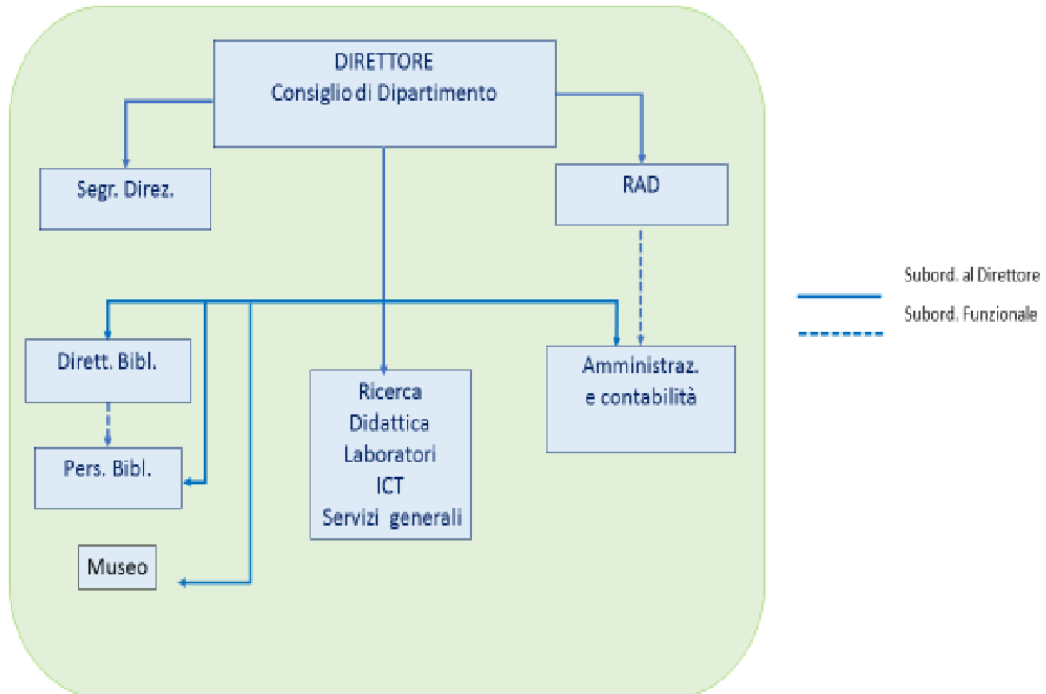 DIRETTORE
Consiglio di Dipartimento
Segr. Direz.
RAD
Subord. al Direttore
Subord. Funzionale
Dirett. Bibl.
Amministraz.
e contabilità
Ricerca
Didattica
Laboratori
ICT
Servizi generali
Pers. Bibl.
Museo